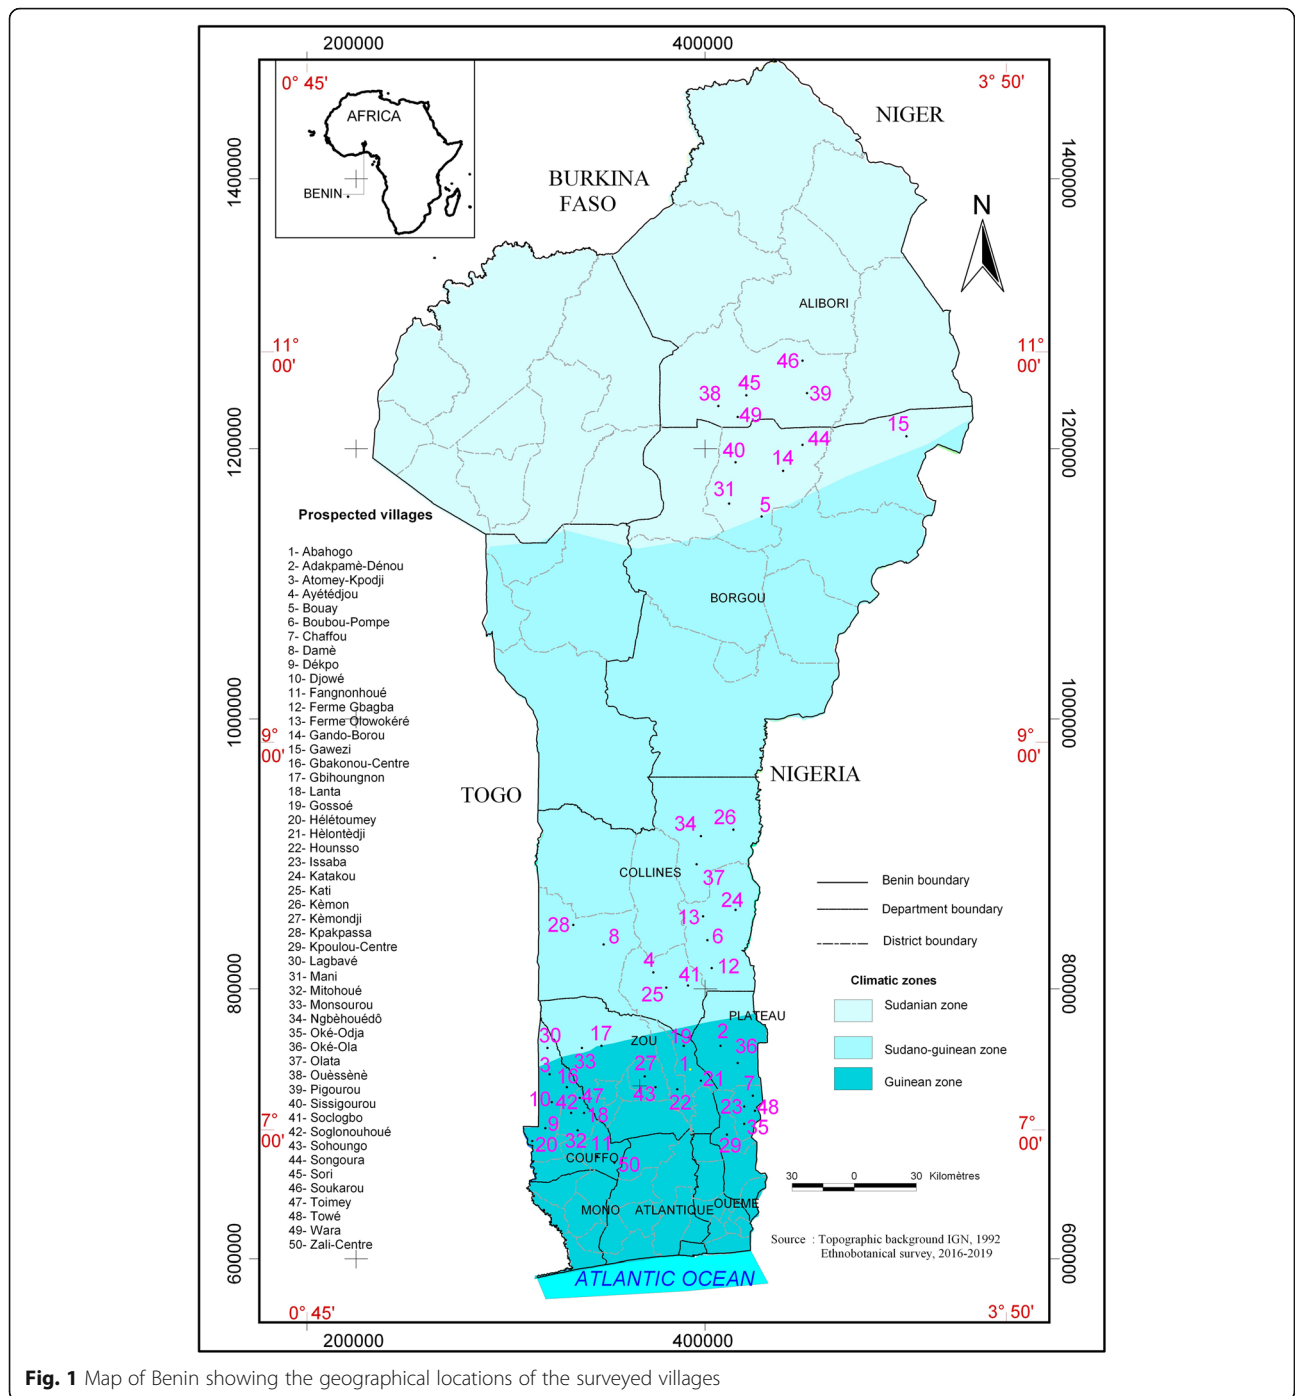 200000
400000
0° 45'
3° 50'
AFRICA
BENIN
NIGER
BURKINA
FASO
N
1400000
1400000
ALIBORI
11°
00'
11°
00'
46
45
38
39
49
15
44
40
14
31
5
1200000
1200000
Prospected villages
1- Abahogo
2- Adakpamè-Dénou
3- Atomey-Kpodji
4- Ayétédjou
5- Bouay
6- Boubou-Pompe
7- Chaffou
8- Damè
9- Dékpo
10- Djowé
11- Fangnonhoué
12- Ferme Gbagba
13- Ferme Olowokéré
14- Gando-Borou
15- Gawezi
16- Gbakonou-Centre
17- Gbihoungnon
18- Lanta
19- Gossoé
20- Hélétoumey
21- Hèlontèdji
22- Hounsso
23- Issaba
24- Katakou
25- Kati
26- Kèmon
27- Kèmondji
28- Kpakpassa
29- Kpoulou-Centre
30- Lagbavé
31- Mani
32- Mitohoué
33- Monsourou
34- Ngbèhouédô
35- Oké-Odja
36- Oké-Ola
37- Olata
38- Ouèssènè
39- Pigourou
40- Sissigourou
41- Soclogbo
42- Soglonouhoué
43- Sohoungo
44- Songoura
45- Sori
46- Soukarou
47- Toimey
48- Towé
49- Wara
50- Zali-Centre
BORGOU
1000000
1000000
9°
00'
9°
00'
TOGO
NIGERIA
34
26
COLLINES
37
24
13
28
8
6
4
41
12
25
Benin boundary
Department boundary
District boundary
Climatic zones
Sudanian zone
Sudano-guinean zone
Guinean zone
800000
800000
PLATEAU
30
17
ZOU
19
2
36
3
33
16
27
1
21
7
10
42
47
43
22
23
48
18
9
35
20
32
11
29
COUFFO
50
7°
00'
7°
00'
30
0
30
Kilomètres
MONO
ATLANTIQUE
OUEME
Source : Topographic background IGN, 1992
Ethnobotanical survey, 2016-2019
600000
600000
ATLANTIC OCEAN
0° 45'
3° 50'
200000
400000
Fig. 1 Map of Benin showing the geographical locations of the surveyed villages